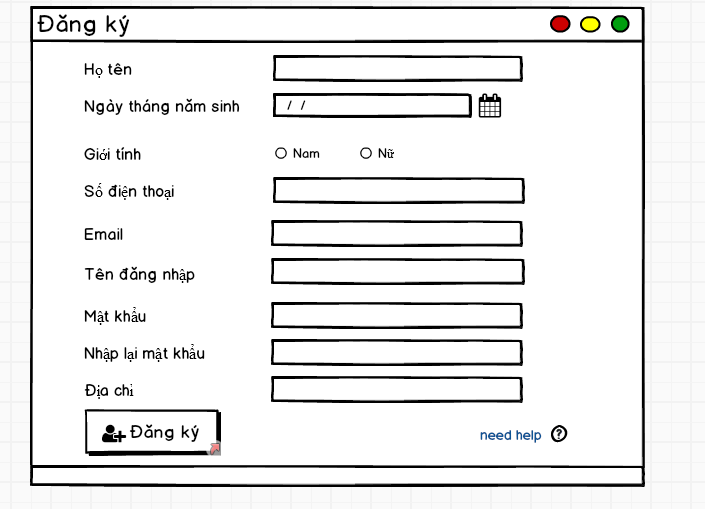 Đăng ký
Họ tên
Ngày tháng năm sinh / /
Giới tính Nam Nữ
Số điện thoại
Email
Tên đăng nhập
Mật khẩu
Nhập lại mật khẩu
Địa chỉ
Đăng ký need help ?